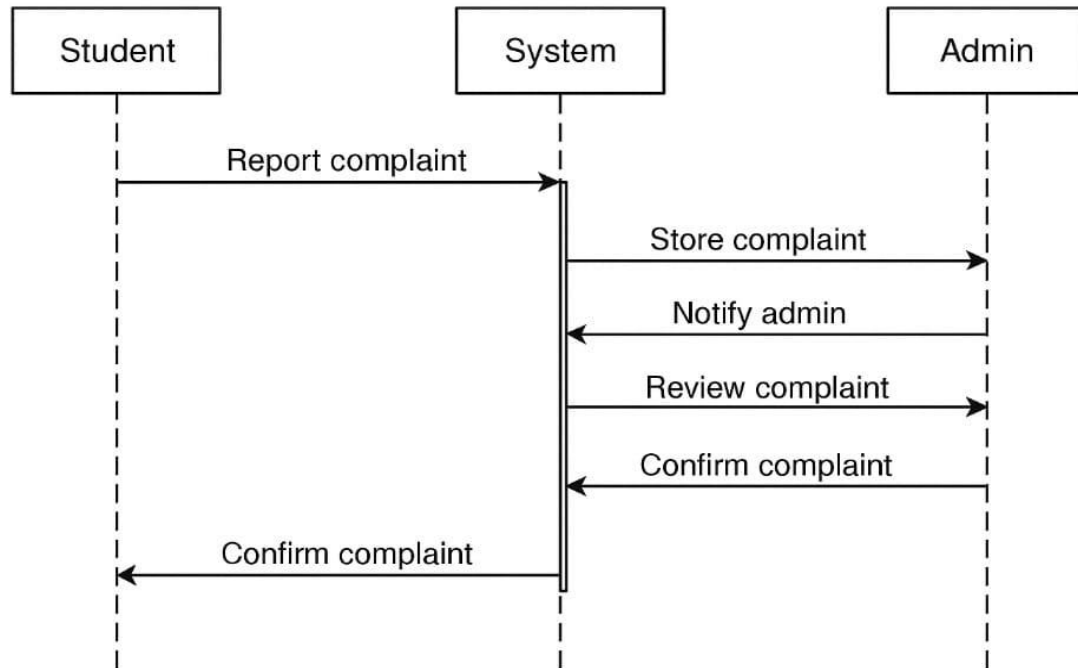 Student
System
Admin
Report complaint
Store complaint
Notify admin
Review complaint
Confirm complaint
Confirm complaint